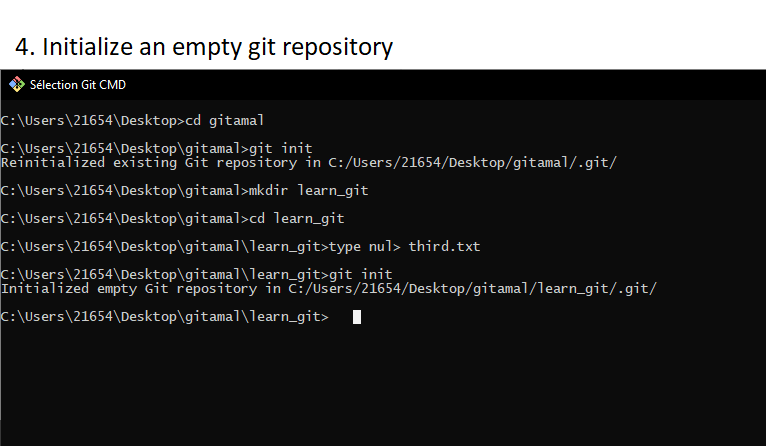 4. Initialize an empty git repository
Sélection Git CMD
C:\Users\21654\Desktop>cd gitamal
C:\Users\21654\Desktop\gitamal>git init
Reinitialized existing Git repository in C:/Users/21654/Desktop/gitamal/.git/
C:\Users\21654\Desktop\gitamal>mkdir learn_git
C:\Users\21654\Desktop\gitamal>cd learn_git
C:\Users\21654\Desktop\gitamal\learn_git>type nul> third.txt
C:\Users\21654\Desktop\gitamal\learn_git>git init
Initialized empty Git repository in C:/Users/21654/Desktop/gitamal/learn_git/.git/
C:\Users\21654\Desktop\gitamal\learn_git>